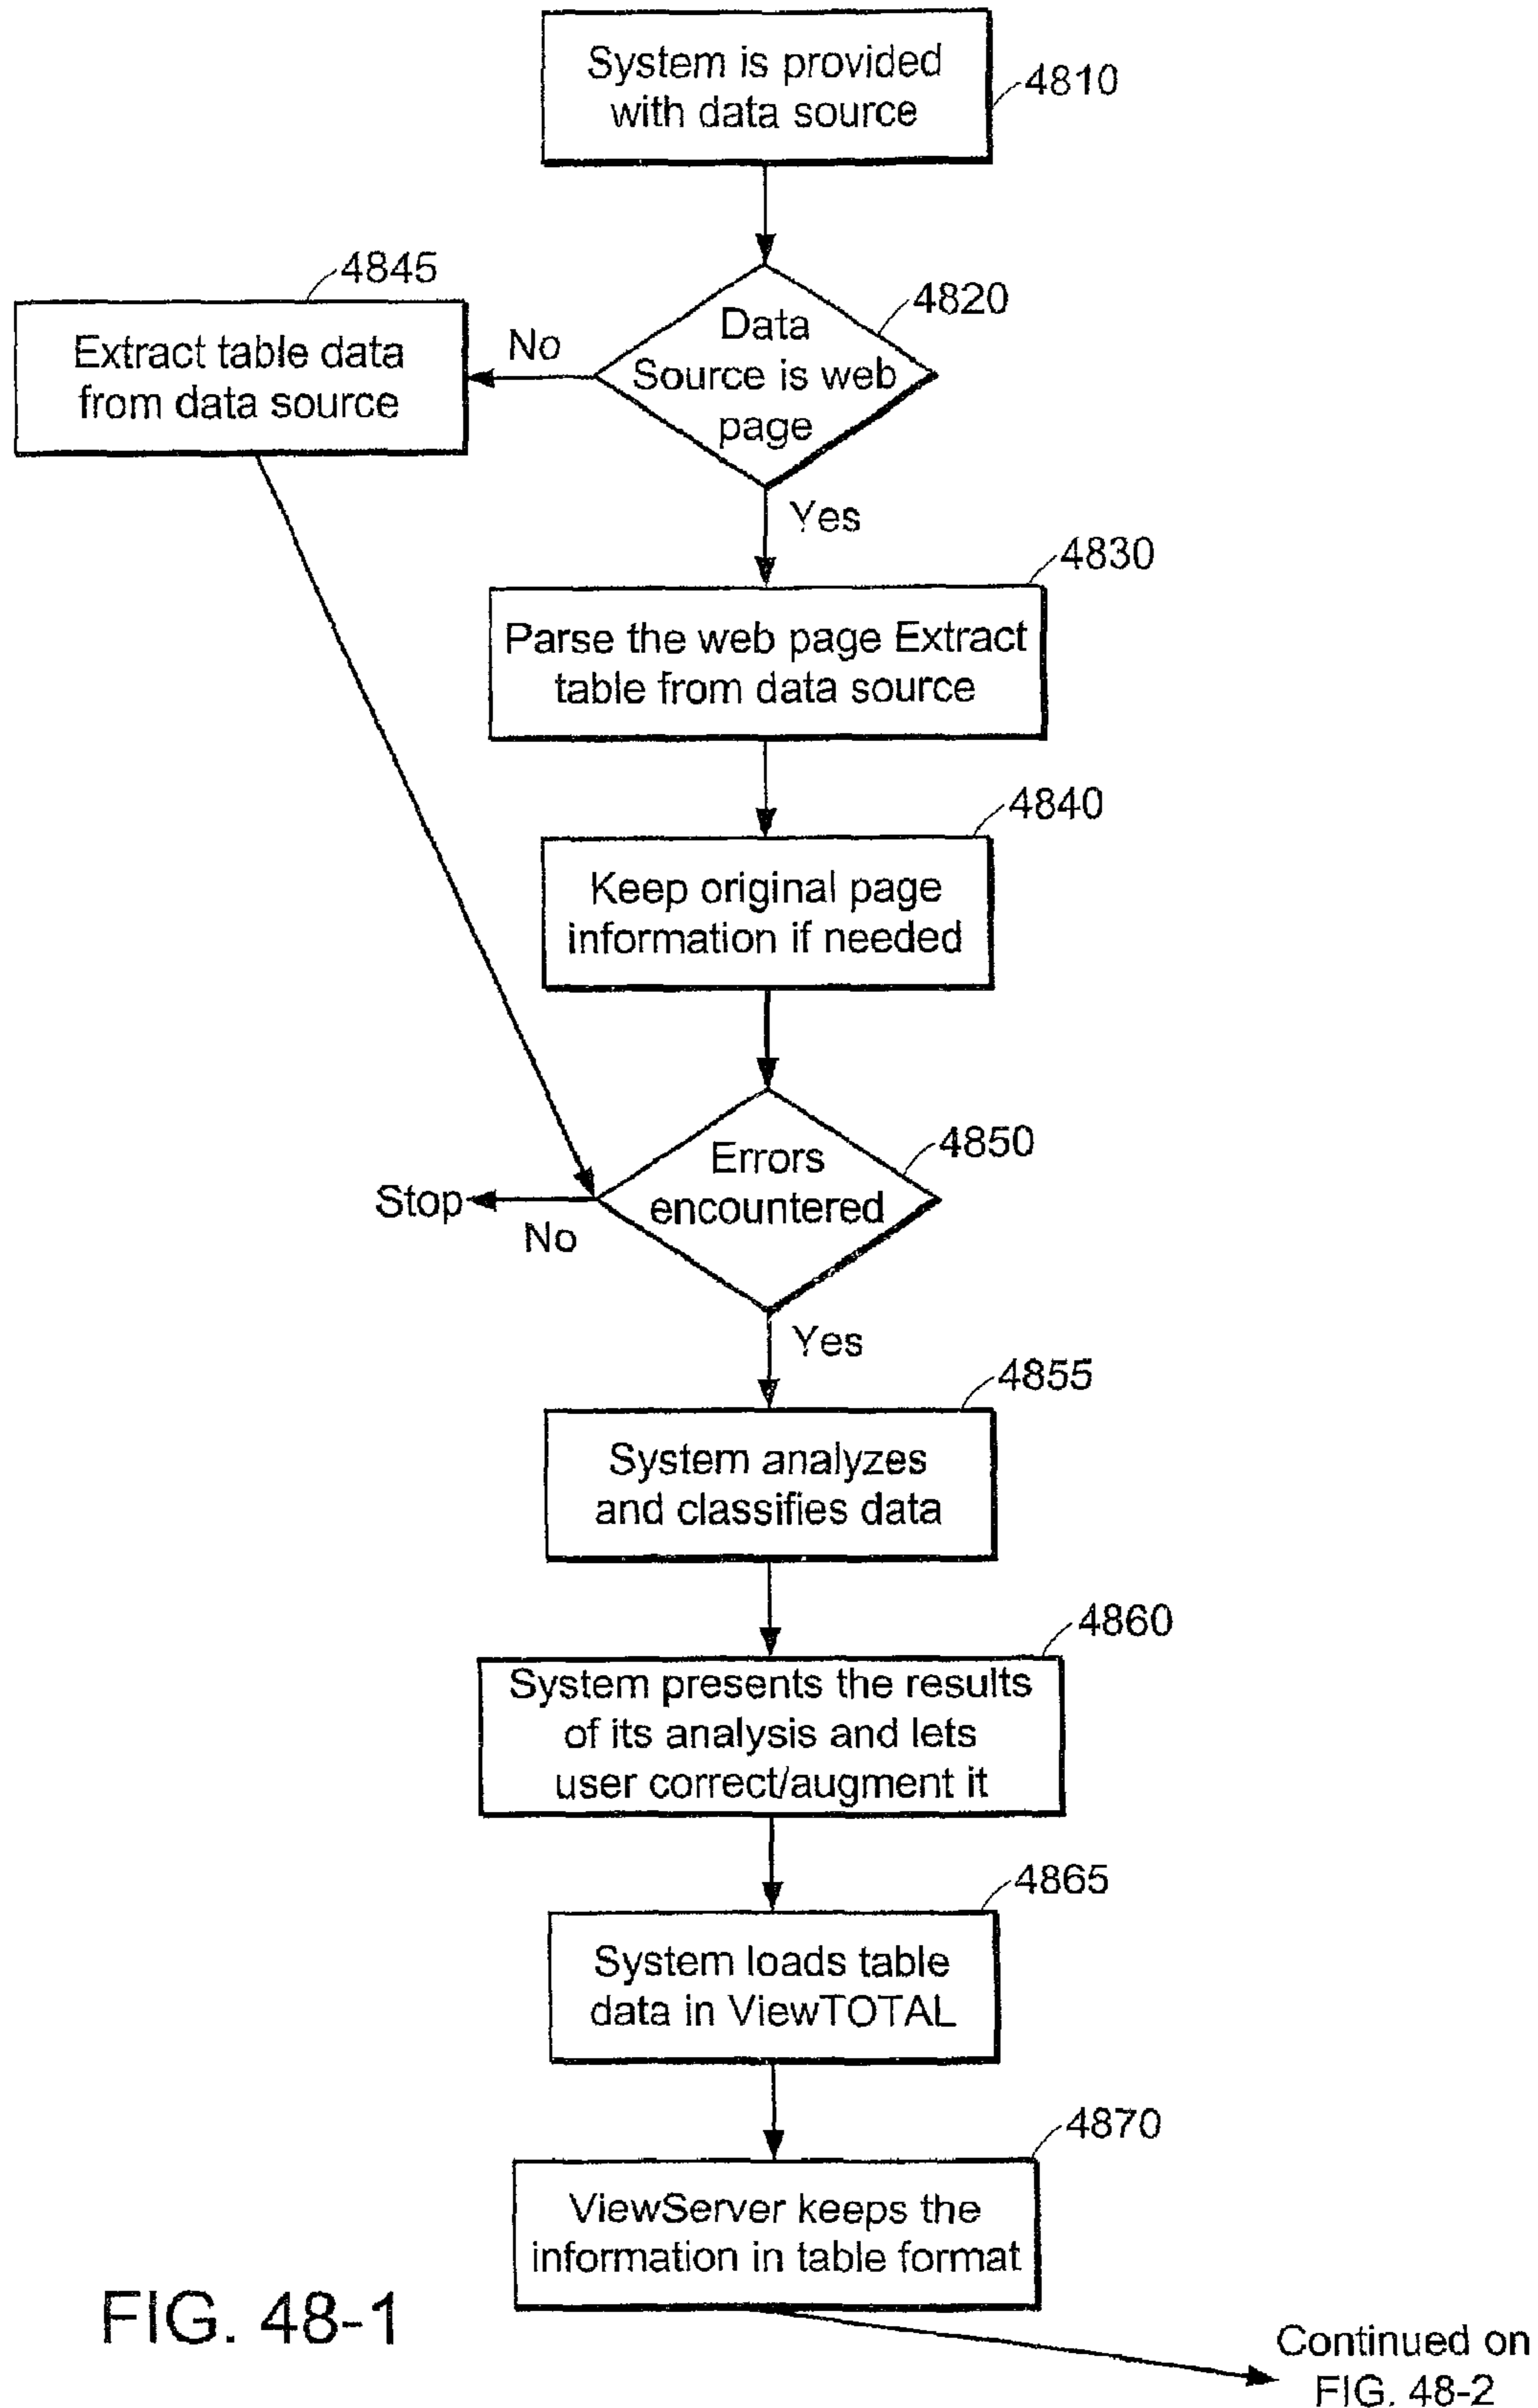 System is provided
with data source
4810
4845
Extract table data
from data source
No
Data
Source is web
page
4820
Yes
4830
Parse the web page Extract
table from data source
4840
Keep original page
information if needed
Errors
encountered
4850
Stop
No
Yes
4855
System analyzes
and classifies data
4860
System presents the results
of its analysis and lets
user correct/augment it
4865
System loads table
data in ViewTOTAL
4870
ViewServer keeps the
information in table format
FIG. 48-1
Continued on
FIG. 48-2